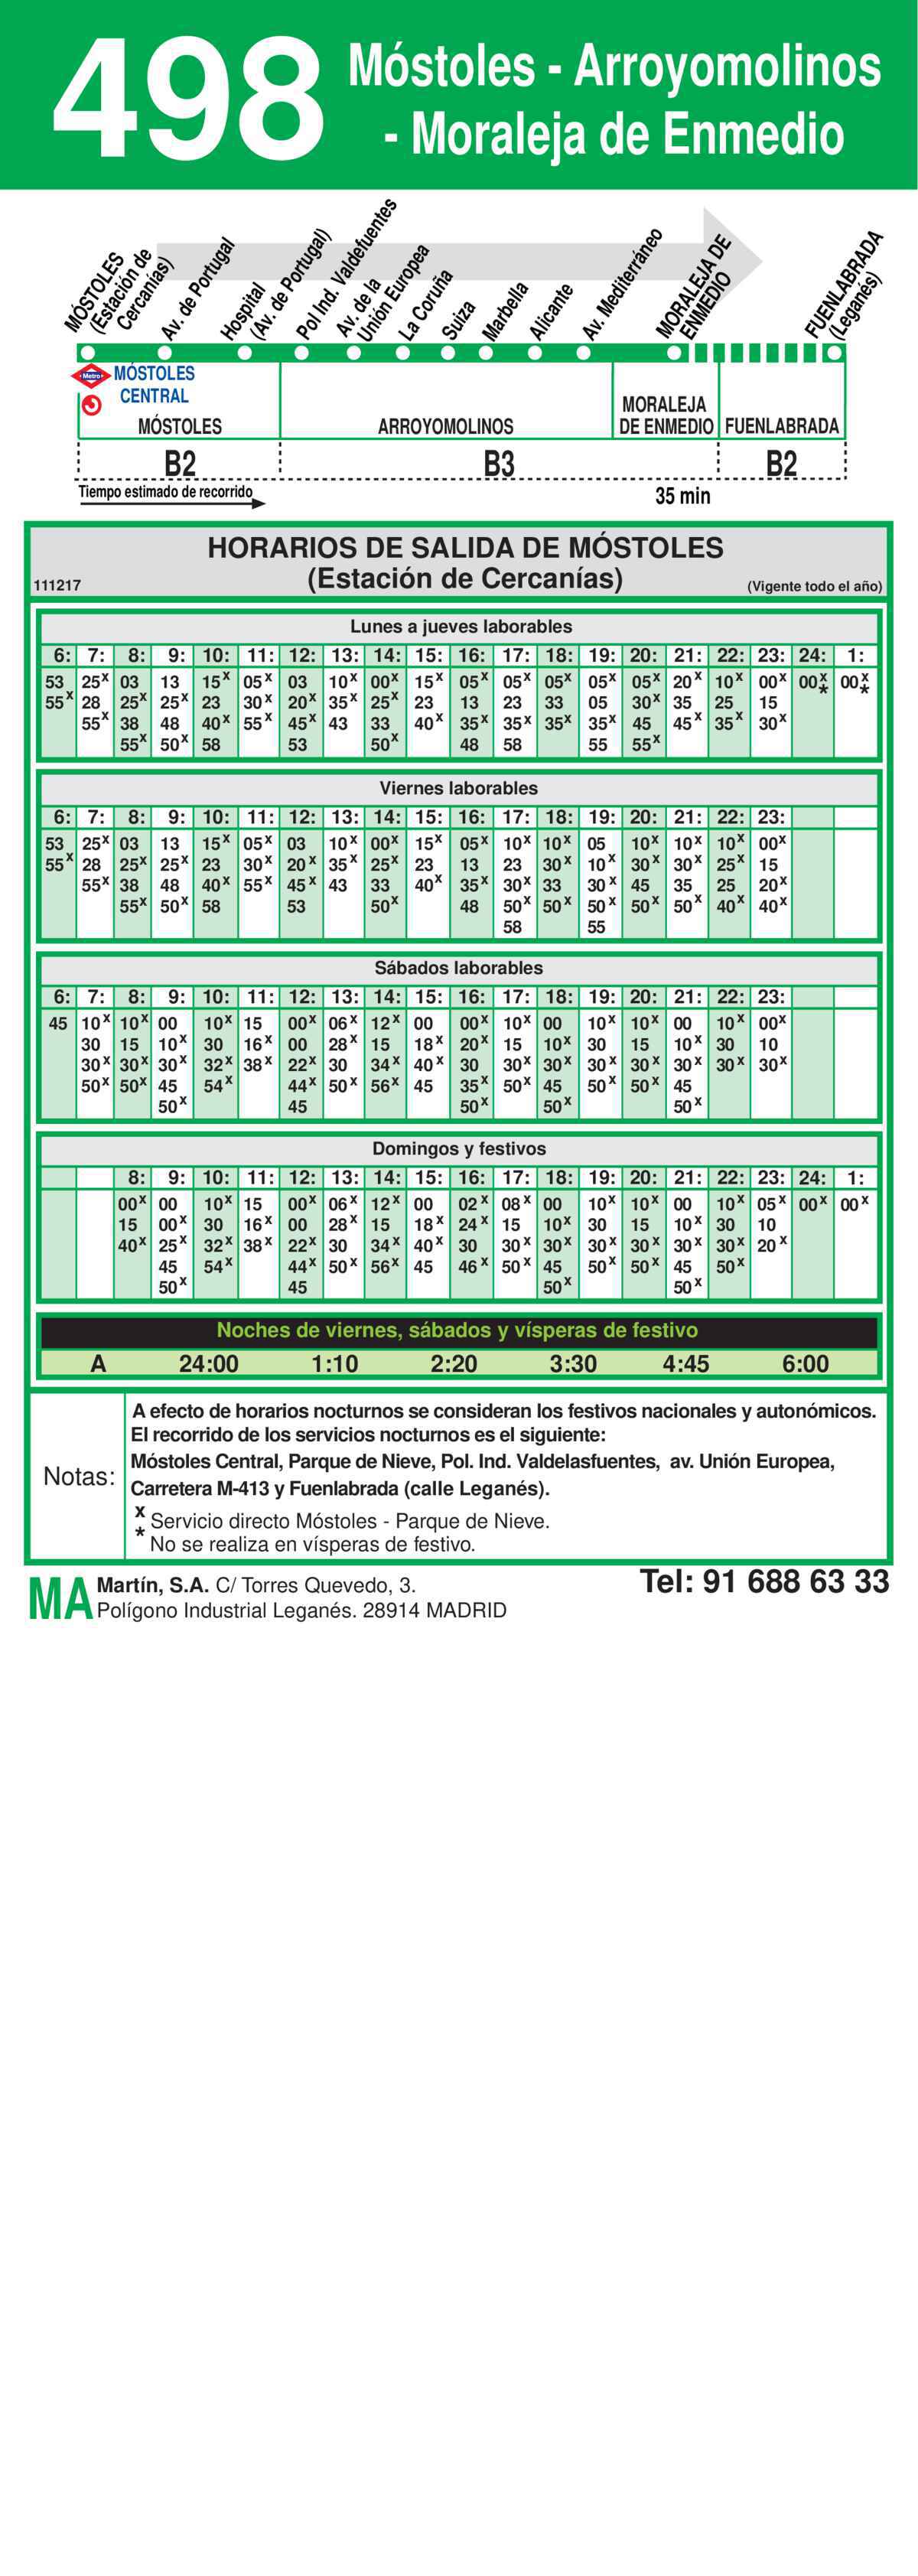 498
Móstoles - Arroyomolinos
- Moraleja de Enmedio
MÓSTOLES
(Estación de
Cercanías)
Av. de Portugal
Hospital
(Av. de Portugal)
Pol Ind. Valdefuentes
Av. de la
Unión Europea
La Coruña
Suiza
Marbella
Alicante
Av. Mediterráneo
MORALEJA DE
ENMEDIO
FUENLABRADA
(Leganés)
Metro
MÓSTOLES
CENTRAL
MÓSTOLES
ARROYOMOLINOS
MORALEJA
DE ENMEDIO
FUENLABRADA
B2 B3 B2
Tiempo estimado de recorrido
35 min
HORARIOS DE SALIDA DE MÓSTOLES
(Estación de Cercanías)
111217
(Vigente todo el año)
Lunes a jueves laborables
6: 7: 8: 9: 10: 11: 12: 13: 14: 15: 16: 17: 18: 19: 20: 21: 22: 23: 24: 1:
53 25x 03 13 15x 05x 03 10x 00x 15x 05x 05x 05x 05x 05x 20x 10x 00x 00x* 00x*
55x 28 25x 25x 23 30x 20x 35x 25x 23 13 23 33 05 30x 35 25 15
55x 38 48 40x 55x 45x 43 33 40x 35x 35x 35x 35x 45 45x 35x 30x
55x 50x 58 53 50x 48 58 55 55x
Viernes laborables
6: 7: 8: 9: 10: 11: 12: 13: 14: 15: 16: 17: 18: 19: 20: 21: 22: 23:
53 25x 03 13 15x 05x 03 10x 00x 15x 05x 10x 10x 05 10x 10x 10x 00x
55x 28 25x 25x 23 30x 20x 35x 25x 23 13 23 30x 10x 30x 30x 25x 15
55x 38 48 40x 55x 45x 43 33 40x 35x 30x 33 30x 45 35 25 20x
55x 50x 58 53 50x 48 50x 50x 50x 50x 50x 40x 40x
58 55
Sábados laborables
6: 7: 8: 9: 10: 11: 12: 13: 14: 15: 16: 17: 18: 19: 20: 21: 22: 23:
45 10x 10x 00 10x 15 00x 06x 12x 00 00x 10x 00 10x 10x 00 10x 00x
30 15 10x 30 16x 00 28x 15 18x 20x 15 10x 30 15 10x 30 10
30x 30x 30x 32x 38x 22x 30 34x 40x 30 30x 30x 30x 30x 30x 30x 30x
50x 50x 45 54x 44x 50x 56x 45 35x 50x 45 50x 50x 45
50x 45 50x 50x 50x
Domingos y festivos
8: 9: 10: 11: 12: 13: 14: 15: 16: 17: 18: 19: 20: 21: 22: 23: 24: 1:
00x 00 10x 15 00x 06x 12x 00 02x 08x 00 10x 10x 00 10x 05x 00x 00x
15 00x 30 16x 00 28x 15 18x 24x 15 10x 30 15 10x 30 10
40x 25x 32x 38x 22x 30 34x 40x 30 30x 30x 30x 30x 30x 30x 20x
45 54x 44x 50x 56x 45 46x 50x 45 50x 50x 45 50x
50x 45 50x 50x
Noches de viernes, sábados y vísperas de festivo
A 24:00 1:10 2:20 3:30 4:45 6:00
Notas:
A efecto de horarios nocturnos se consideran los festivos nacionales y autonómicos.
El recorrido de los servicios nocturnos es el siguiente:
Móstoles Central, Parque de Nieve, Pol. Ind. Valdelasfuentes, av. Unión Europea,
Carretera M-413 y Fuenlabrada (calle Leganés).
x Servicio directo Móstoles - Parque de Nieve.
* No se realiza en vísperas de festivo.
MA Martín, S.A. C/ Torres Quevedo, 3.
Polígono Industrial Leganés. 28914 MADRID
Tel: 91 688 63 33